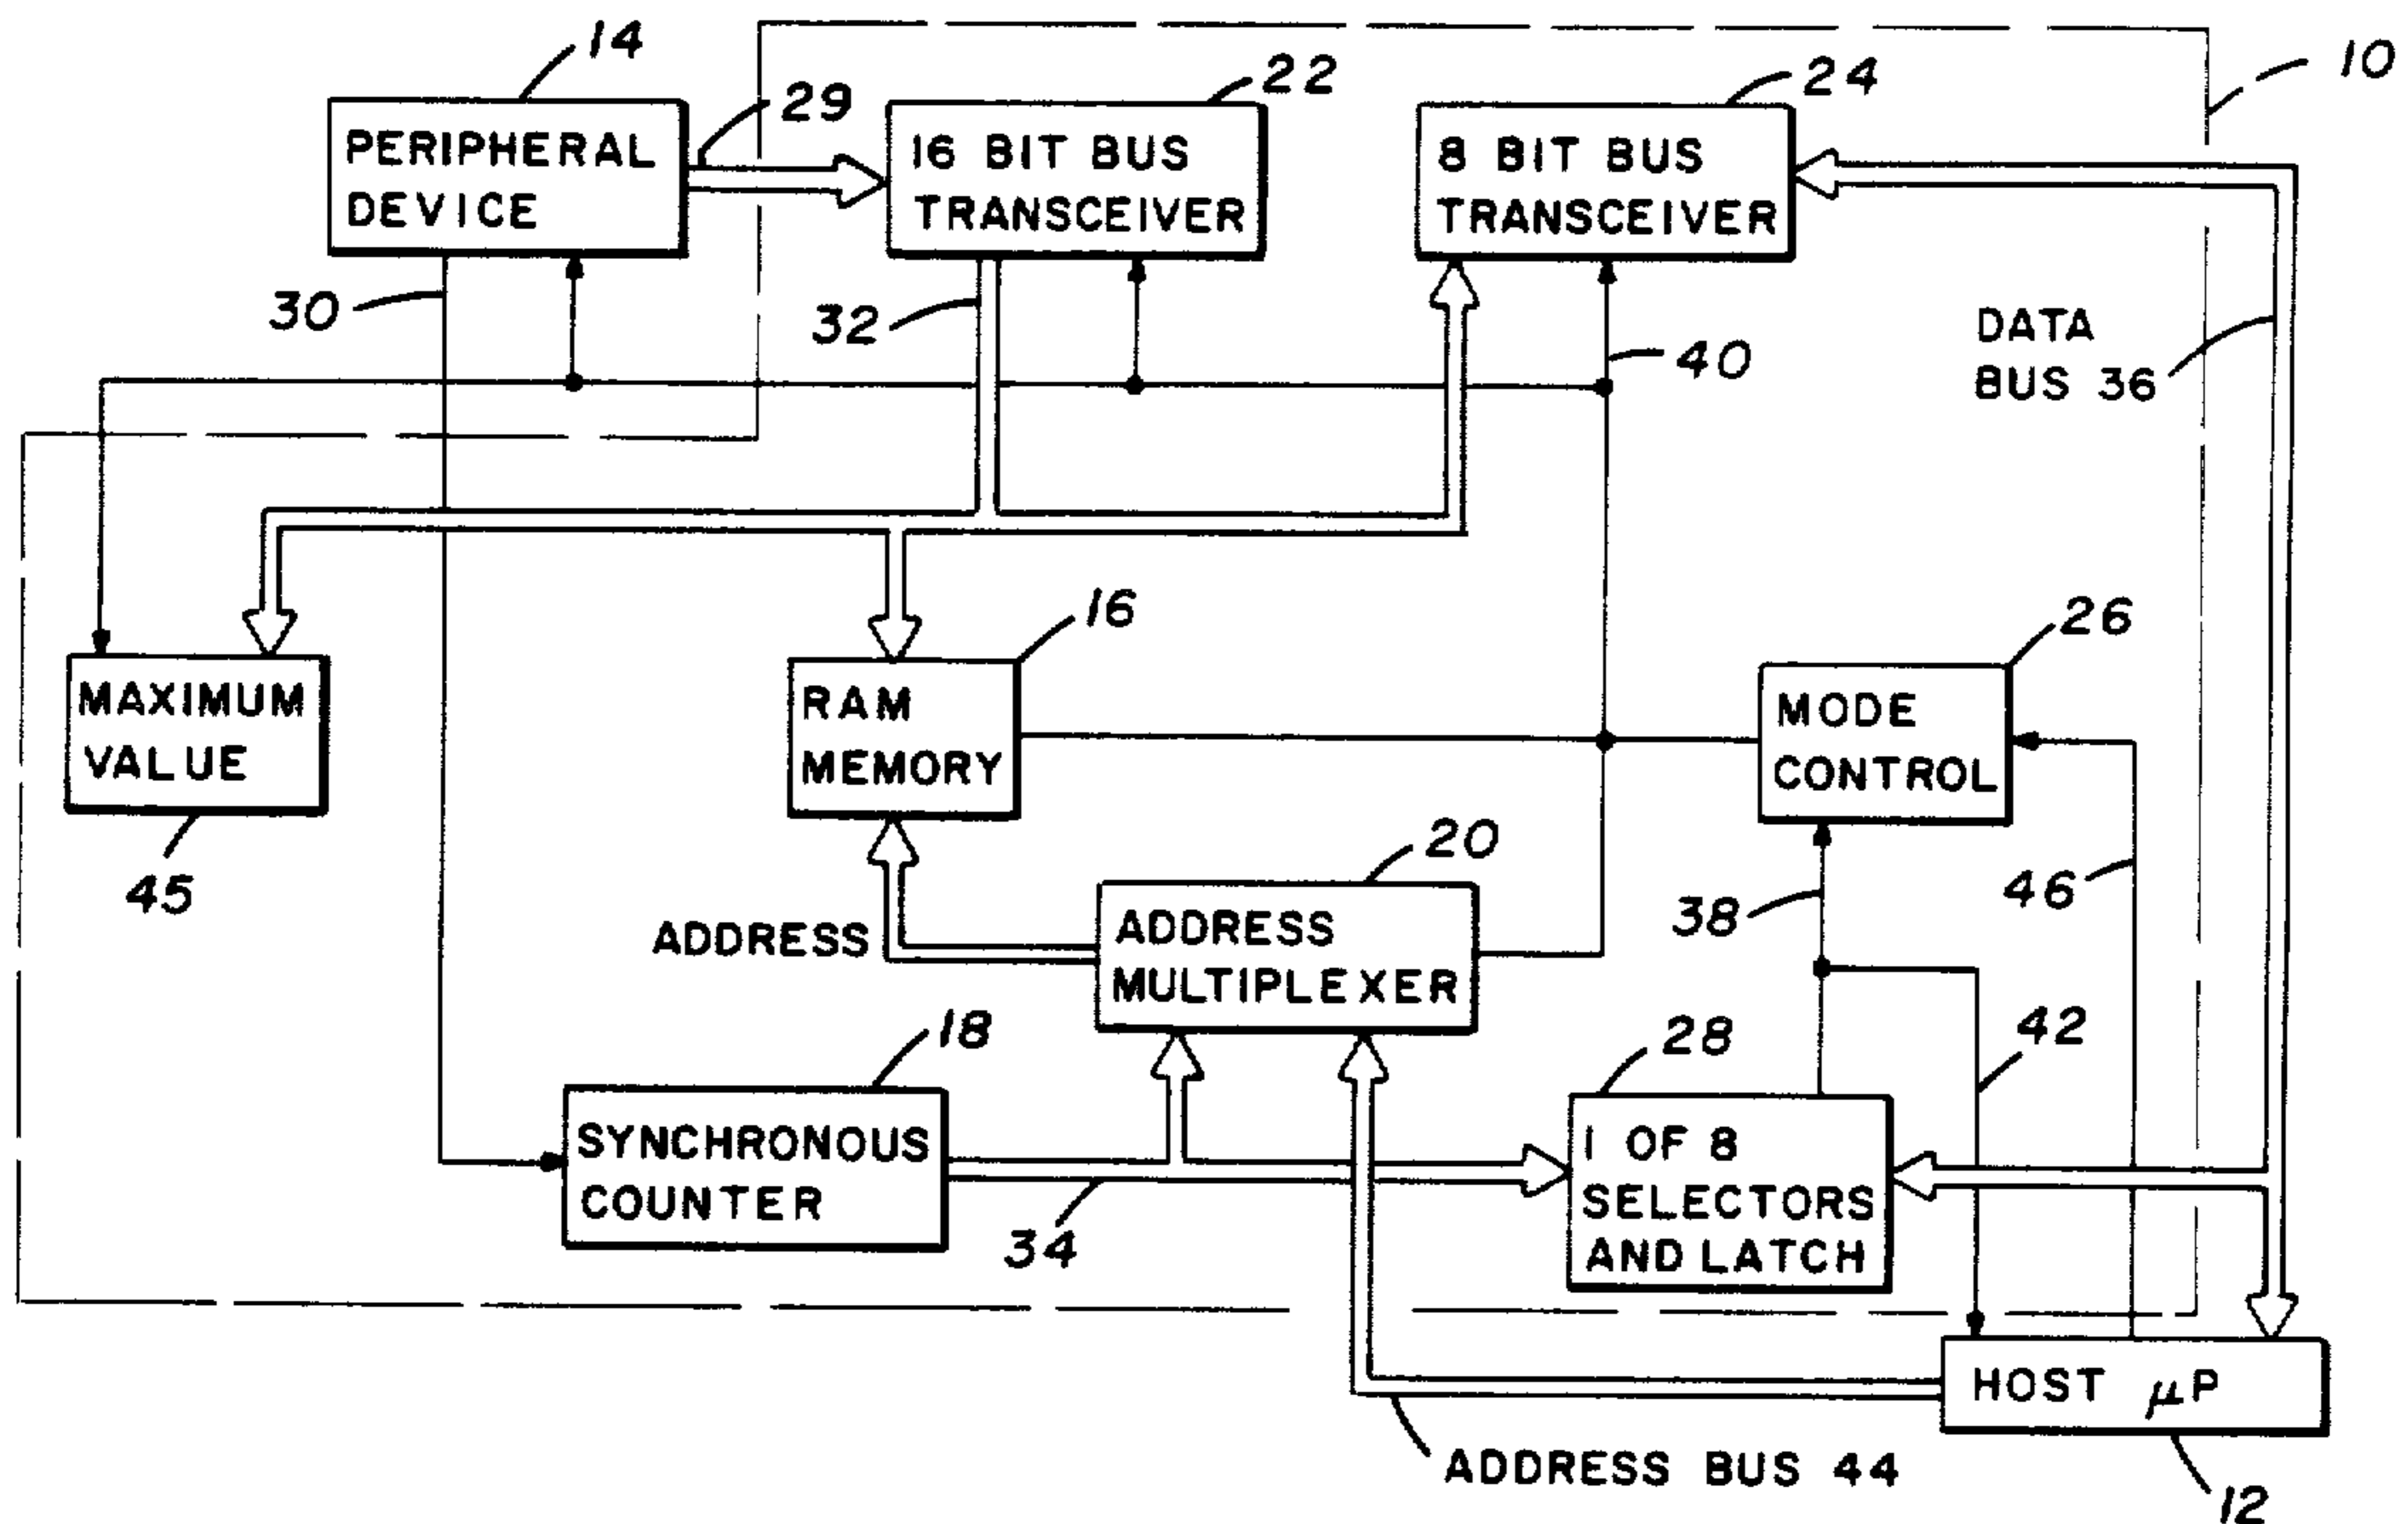 14
10
22
24
29
PERIPHERAL
DEVICE
16 BIT BUS
TRANSCEIVER
8 BIT BUS
TRANSCEIVER
30
32
40
DATA
BUS 36
16
26
MAXIMUM
VALUE
RAM
MEMORY
MODE
CONTROL
45
20
38
46
ADDRESS
ADDRESS
MULTIPLEXER
18
28
42
SYNCHRONOUS
COUNTER
34
1 OF 8
SELECTORS
AND LATCH
HOST μP
ADDRESS BUS 44
12